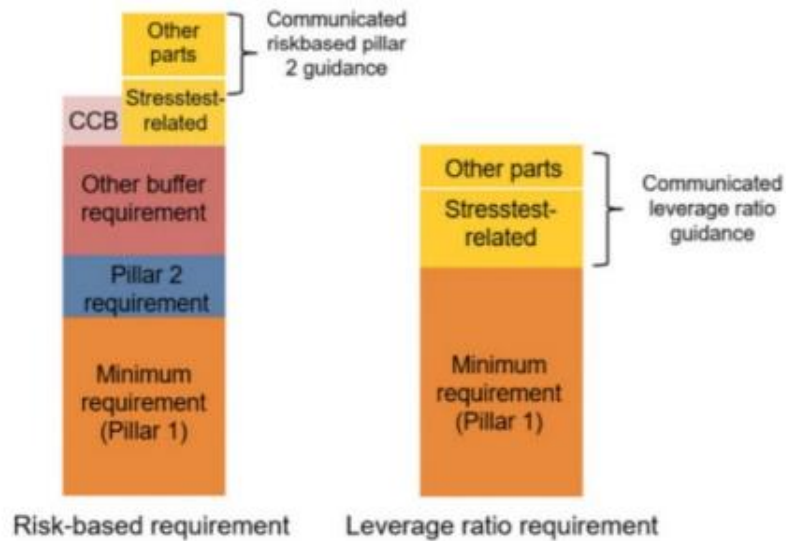 Other
parts
Communicated
riskbased pillar
2 guidance
CCB
Stresstest-
related
Other buffer
requirement
Pillar 2
requirement
Minimum
requirement
(Pillar 1)
Risk-based requirement
Other parts
Stresstest-
related
Communicated
leverage ratio
guidance
Minimum
requirement
(Pillar 1)
Leverage ratio requirement